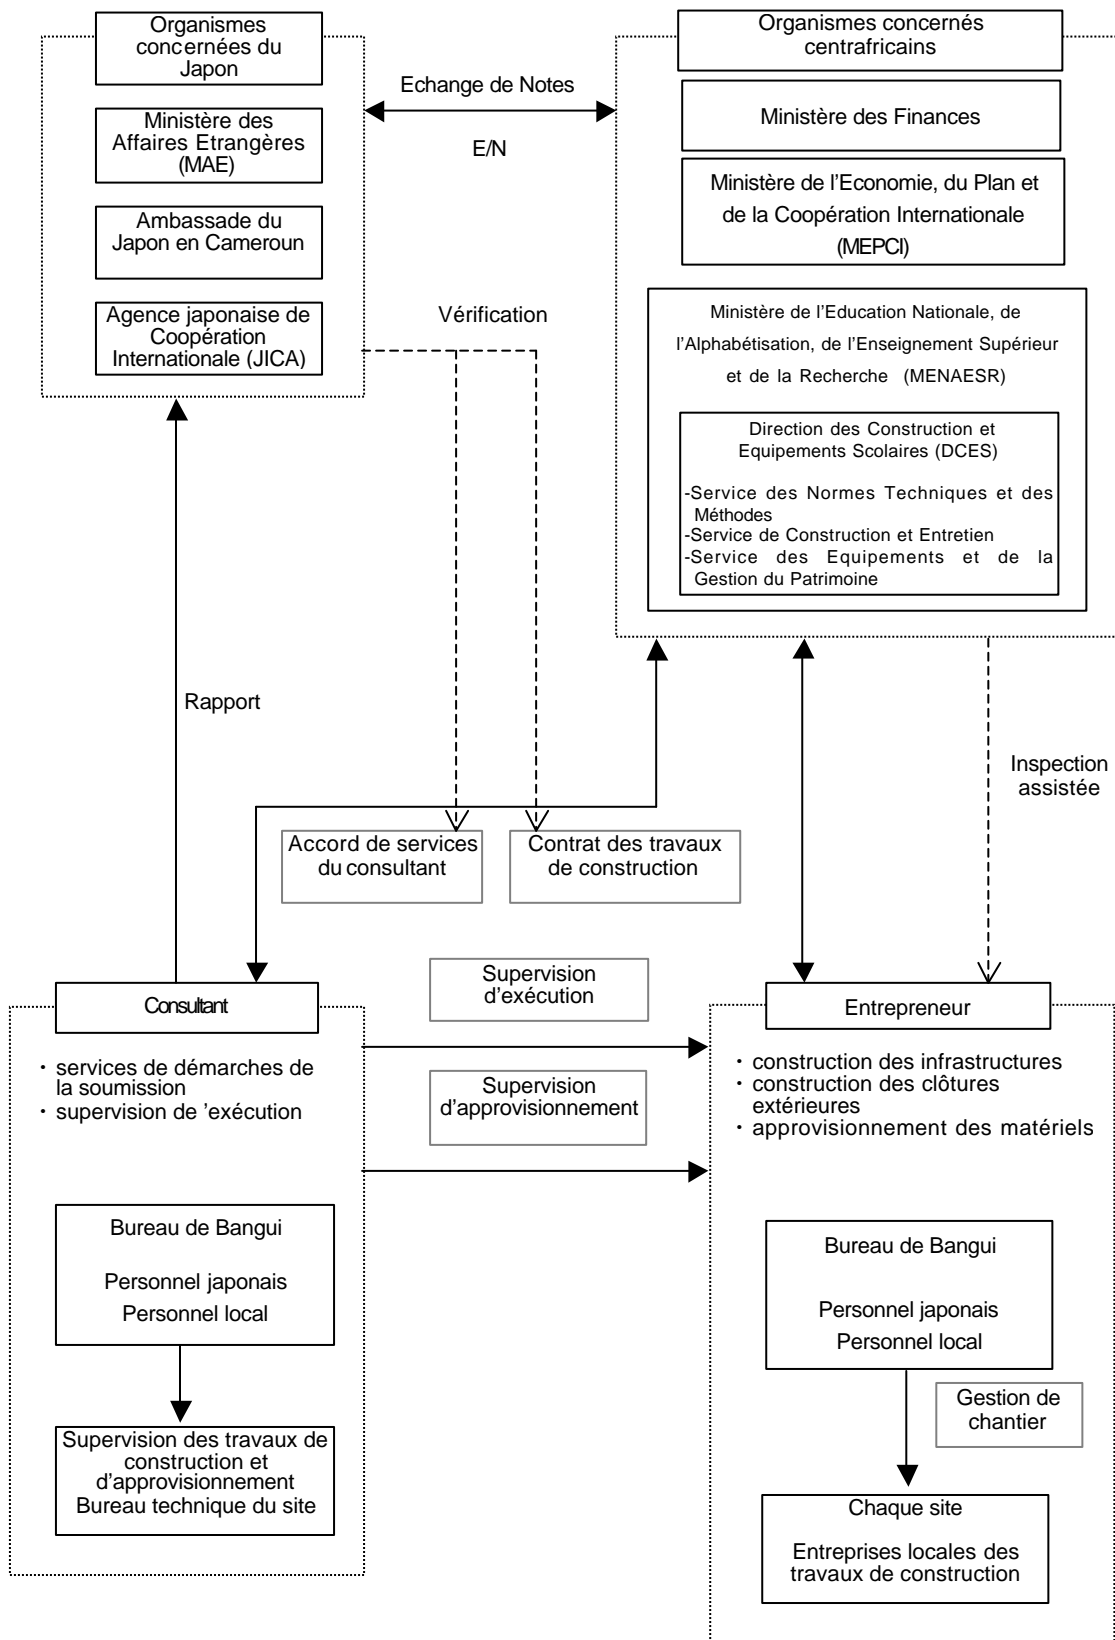 Organismes
concernées du
Japon
Ministère des
Affaires Etrangères
(MAE)
Ambassade du
Japon en Cameroun
Agence japonaise de
Coopération
Internationale (JICA)
Echange de Notes
E/N
Organismes concernés
centrafricains
Ministère des Finances
Ministère de l’Economie, du Plan et
de la Coopération Internationale
(MEPCI)
Ministère de l’Education Nationale, de
l’Alphabétisation, de l’Enseignement Supérieur
et de la Recherche (MENAESR)
Direction des Construction et
Equipements Scolaires (DCES)
-Service des Normes Techniques et des
Méthodes
-Service de Construction et Entretien
-Service des Equipements et de la
Gestion du Patrimoine
Vérification
Rapport
Inspection
assistée
Accord de services
du consultant
Contrat des travaux
de construction
Consultant
・ services de démarches de
la soumission
・ supervision de ’exécution
Bureau de Bangui
Personnel japonais
Personnel local
Supervision des travaux de
construction et
d’approvisionnement
Bureau technique du site
Supervision
d’exécution
Supervision
d’approvisionnement
Entrepreneur
・ construction des infrastructures
・ construction des clôtures
extérieures
・ approvisionnement des matériels
Bureau de Bangui
Personnel japonais
Personnel local
Gestion de
chantier
Chaque site
Entreprises locales des
travaux de construction